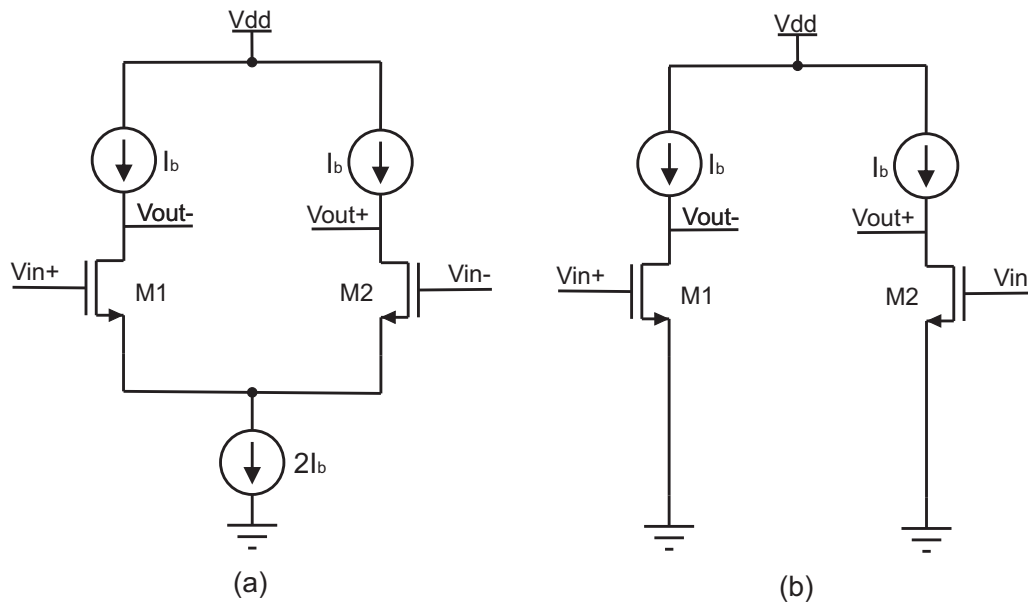 Vdd
Ib
Ib
Vout-
Vout+
Vin+
M1
M2
Vin-
2Ib
(a)
Vdd
Ib
Ib
Vout-
Vout+
Vin+
M1
M2
Vin
(b)